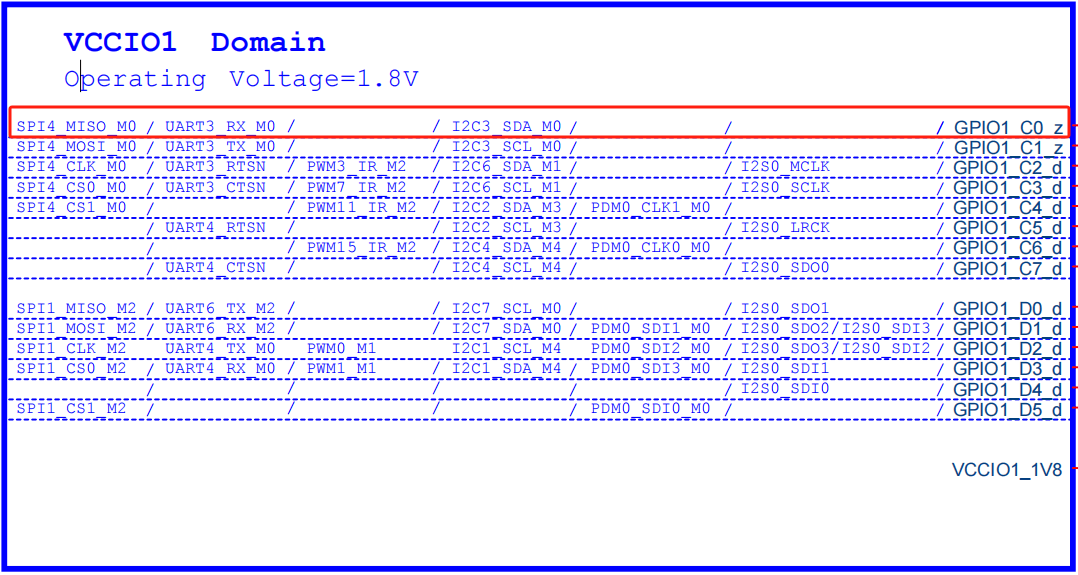 VCCIO1 Domain
Operating Voltage=1.8V
SPI4_MISO_M0 / UART3_RX_M0 / / I2C3_SDA_M0 / / / GPIO1_C0_z
SPI4_MOSI_M0 / UART3_TX_M0 / / I2C3_SCL_M0 / / / GPIO1_C1_z
SPI4_CLK_M0 / UART3_RTSN / PWM3_IR_M2 / I2C6_SDA_M1 / / I2S0_MCLK / GPIO1_C2_d
SPI4_CS0_M0 / UART3_CTSN / PWM7_IR_M2 / I2C6_SCL_M1 / / I2S0_SCLK / GPIO1_C3_d
SPI4_CS1_M0 / / PWM11_IR_M2 / I2C2_SDA_M3 / PDM0_CLK1_M0 / / GPIO1_C4_d
/ UART4_RTSN / / I2C2_SCL_M3 / / I2S0_LRCK / GPIO1_C5_d
/ / PWM15_IR_M2 / I2C4_SDA_M4 / PDM0_CLK0_M0 / / GPIO1_C6_d
/ UART4_CTSN / / I2C4_SCL_M4 / / I2S0_SDO0 / GPIO1_C7_d
SPI1_MISO_M2 / UART6_TX_M2 / / I2C7_SCL_M0 / / I2S0_SDO1 / GPIO1_D0_d
SPI1_MOSI_M2 / UART6_RX_M2 / / I2C7_SDA_M0 / PDM0_SDI1_M0 / I2S0_SDO2/I2S0_SDI3 / GPIO1_D1_d
SPI1_CLK_M2 / UART4_TX_M0 / PWM0_M1 / I2C1_SCL_M4 / PDM0_SDI2_M0 / I2S0_SDO3/I2S0_SDI2 / GPIO1_D2_d
SPI1_CS0_M2 / UART4_RX_M0 / PWM1_M1 / I2C1_SDA_M4 / PDM0_SDI3_M0 / I2S0_SDI1 / GPIO1_D3_d
/ / / / / I2S0_SDI0 / GPIO1_D4_d
SPI1_CS1_M2 / / / / PDM0_SDI0_M0 / / GPIO1_D5_d
VCCIO1_1V8